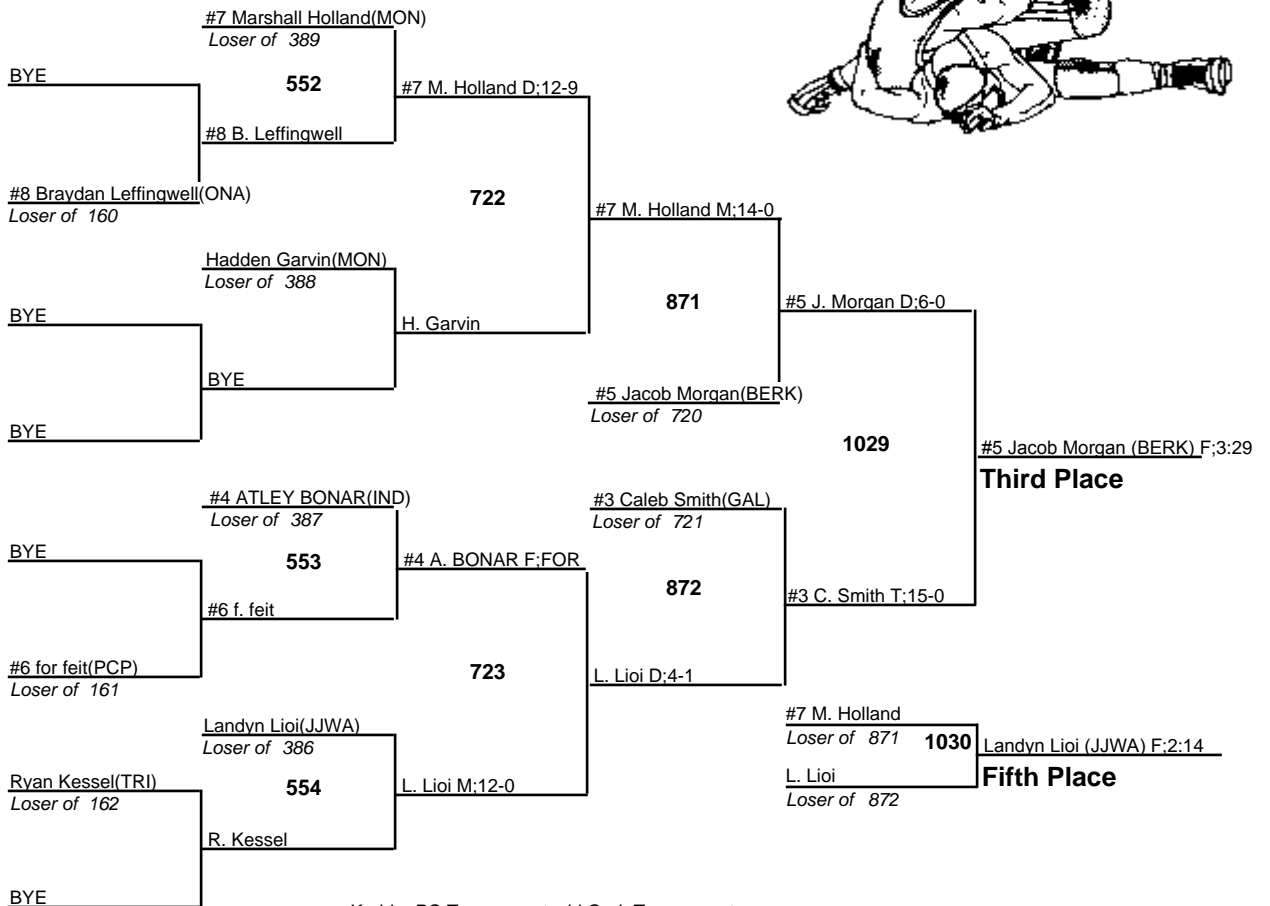 #7 Marshall Holland(MON)
Loser of 389
BYE
552
#7 M. Holland D;12-9
#8 B. Leffingwell
#8 Braydan Leffingwell(ONA)
Loser of 160
722
#7 M. Holland M;14-0
Hadden Garvin(MON)
Loser of 388
BYE
H. Garvin
871
#5 J. Morgan D;6-0
BYE
#5 Jacob Morgan(BERK)
Loser of 720
BYE
1029
#5 Jacob Morgan (BERK) F;3:29
Third Place
#4 ATLEY BONAR(IND)
Loser of 387
#3 Caleb Smith(GAL)
Loser of 721
BYE
553
#4 A. BONAR F;FOR
872
#3 C. Smith T;15-0
#6 f. feit
#6 for feit(PCP)
Loser of 161
723
L. Lioi D;4-1
Landyn Lioi(JJWA)
Loser of 386
#7 M. Holland
Loser of 871
1030
Landyn Lioi (JJWA) F;2:14
Fifth Place
Ryan Kessel(TRI)
Loser of 162
554
L. Lioi M;12-0
L. Lioi
Loser of 872
R. Kessel
BYE